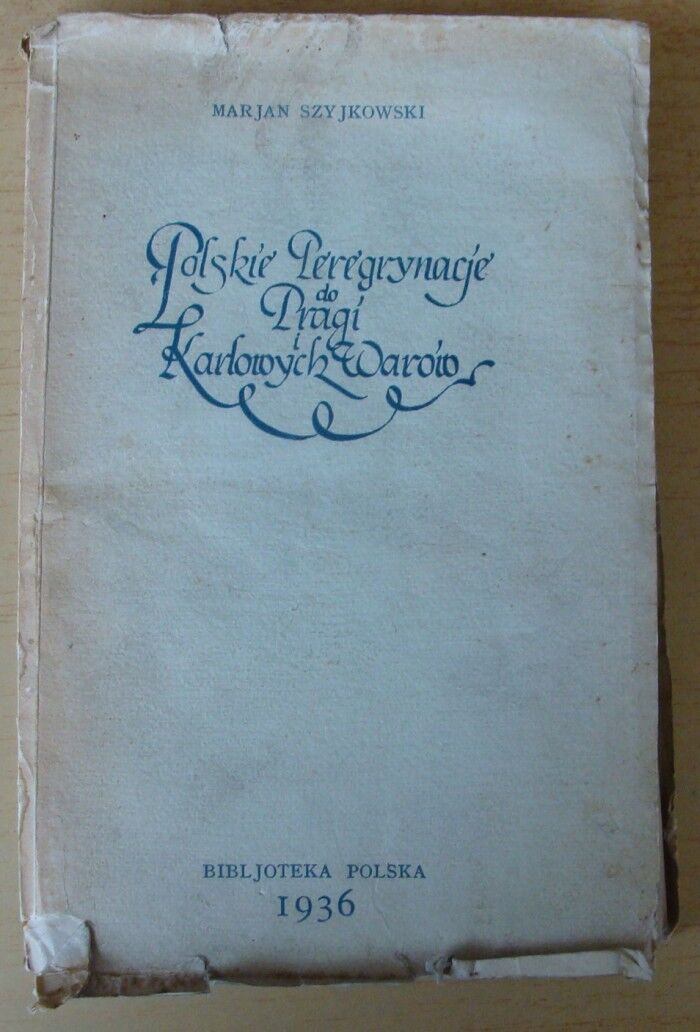 MARJAN SZYJKOWSKI
Polskie Peregrynacje
do
Pragi
i
Karlowych Warów
BIBLJOTEKA POLSKA
1936